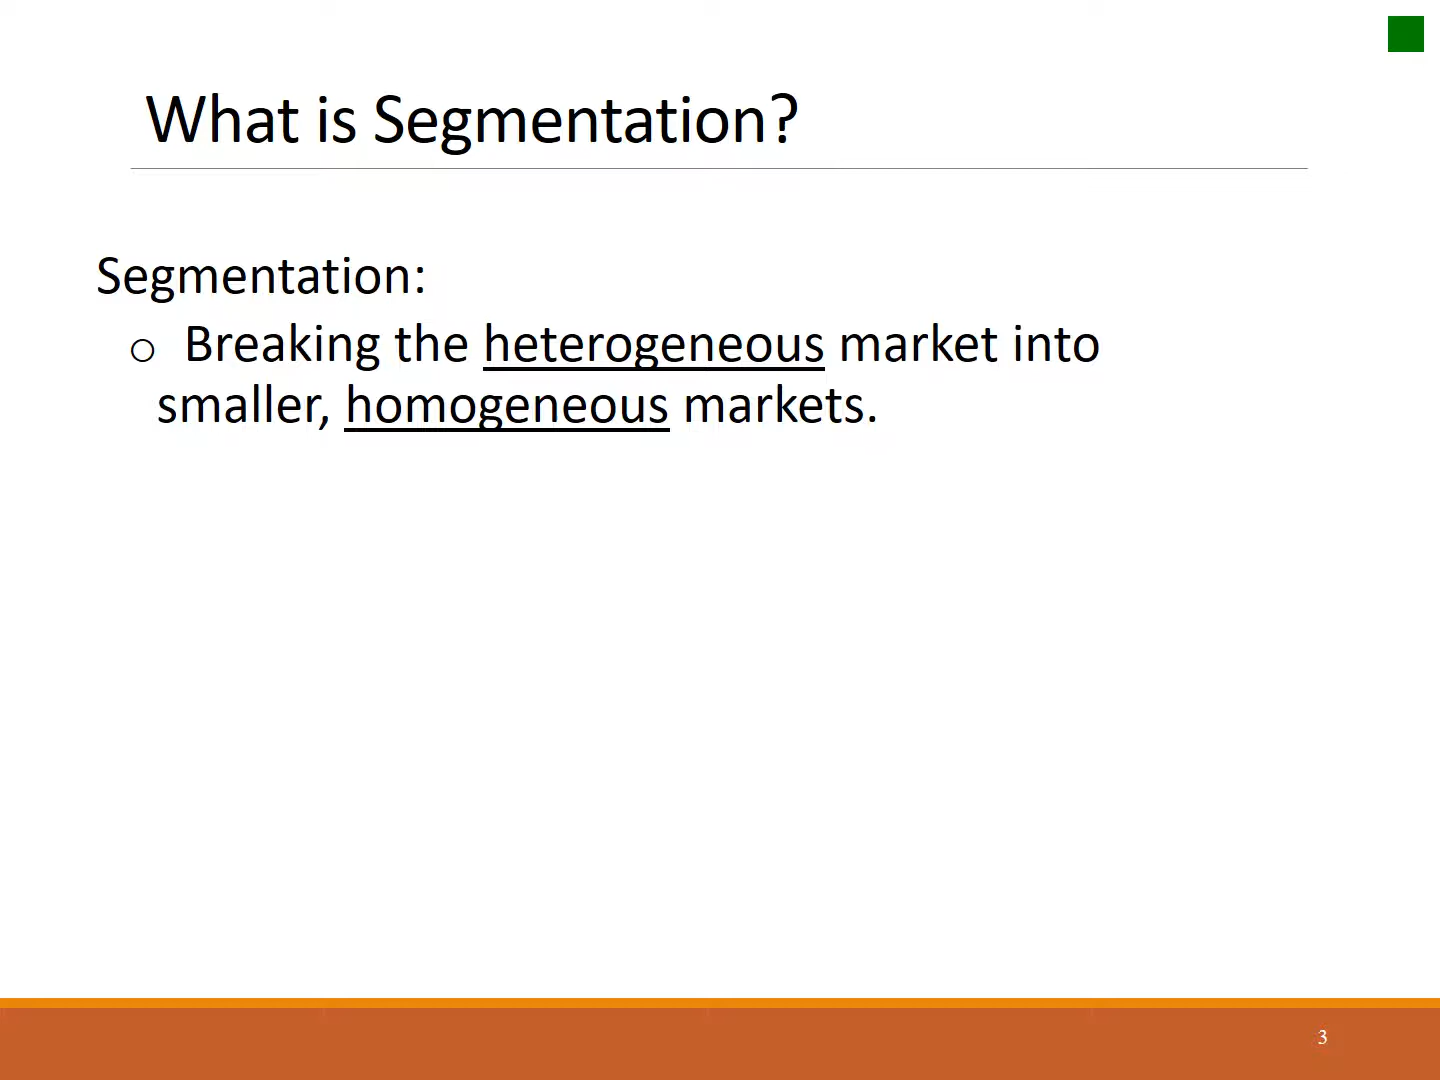 What is Segmentation?
Segmentation:
o Breaking the heterogeneous market into
smaller, homogeneous markets.
3